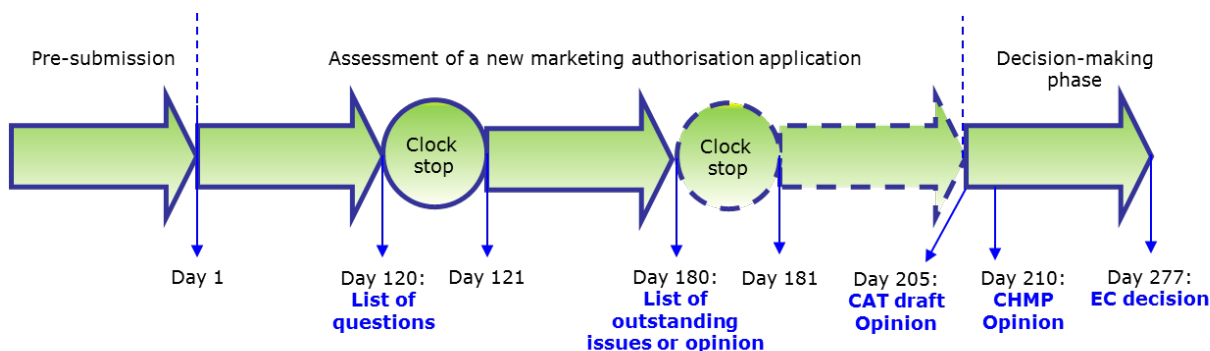 Pre-submission
Assessment of a new marketing authorisation application
Decision-making
phase
Clock
stop
Clock
stop
Day 1
Day 120:
List of
questions
Day 121
Day 180:
List of
outstanding
issues or opinion
Day 181
Day 205:
CAT draft
Opinion
Day 210:
CHMP
Opinion
Day 277:
EC decision